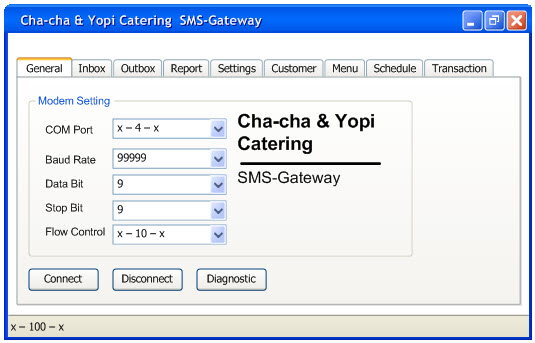 Cha-cha & Yopi Catering  SMS-Gateway
General Inbox Outbox Report Settings Customer Menu Schedule Transaction
Modem Setting
COM Port x – 4 – x
Baud Rate 99999
Data Bit 9
Stop Bit 9
Flow Control x – 10 – x
Cha-cha & Yopi
Catering
SMS-Gateway
Connect Disconnect Diagnostic
x – 100 – x